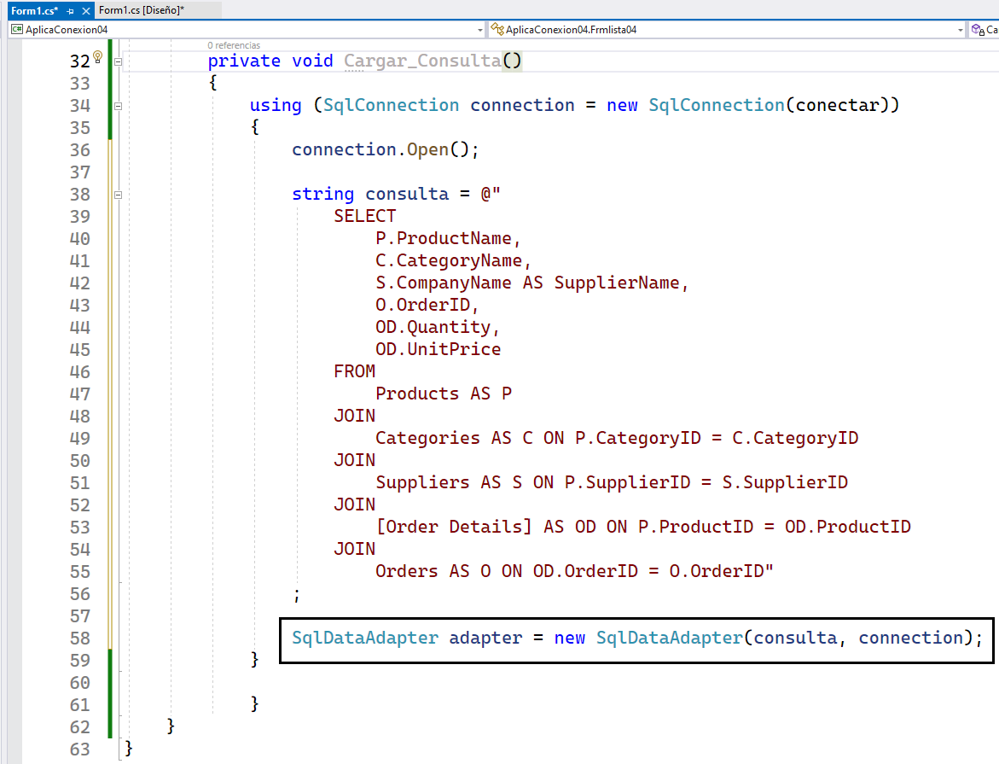 Form1.cs* Form1.cs [Diseño]*
AplicaConexion04 AplicaConexion04.Frmlista04 Ca
0 referencias
32 private void Cargar_Consulta()
33 {
34 using (SqlConnection connection = new SqlConnection(conectar))
35 {
36 connection.Open();
37
38 string consulta = @"
39 SELECT
40 P.ProductName,
41 C.CategoryName,
42 S.CompanyName AS SupplierName,
43 O.OrderID,
44 OD.Quantity,
45 OD.UnitPrice
46 FROM
47 Products AS P
48 JOIN
49 Categories AS C ON P.CategoryID = C.CategoryID
50 JOIN
51 Suppliers AS S ON P.SupplierID = S.SupplierID
52 JOIN
53 [Order Details] AS OD ON P.ProductID = OD.ProductID
54 JOIN
55 Orders AS O ON OD.OrderID = O.OrderID"
56 ;
57
58 SqlDataAdapter adapter = new SqlDataAdapter(consulta, connection);
59 }
60
61 }
62 }
63 }